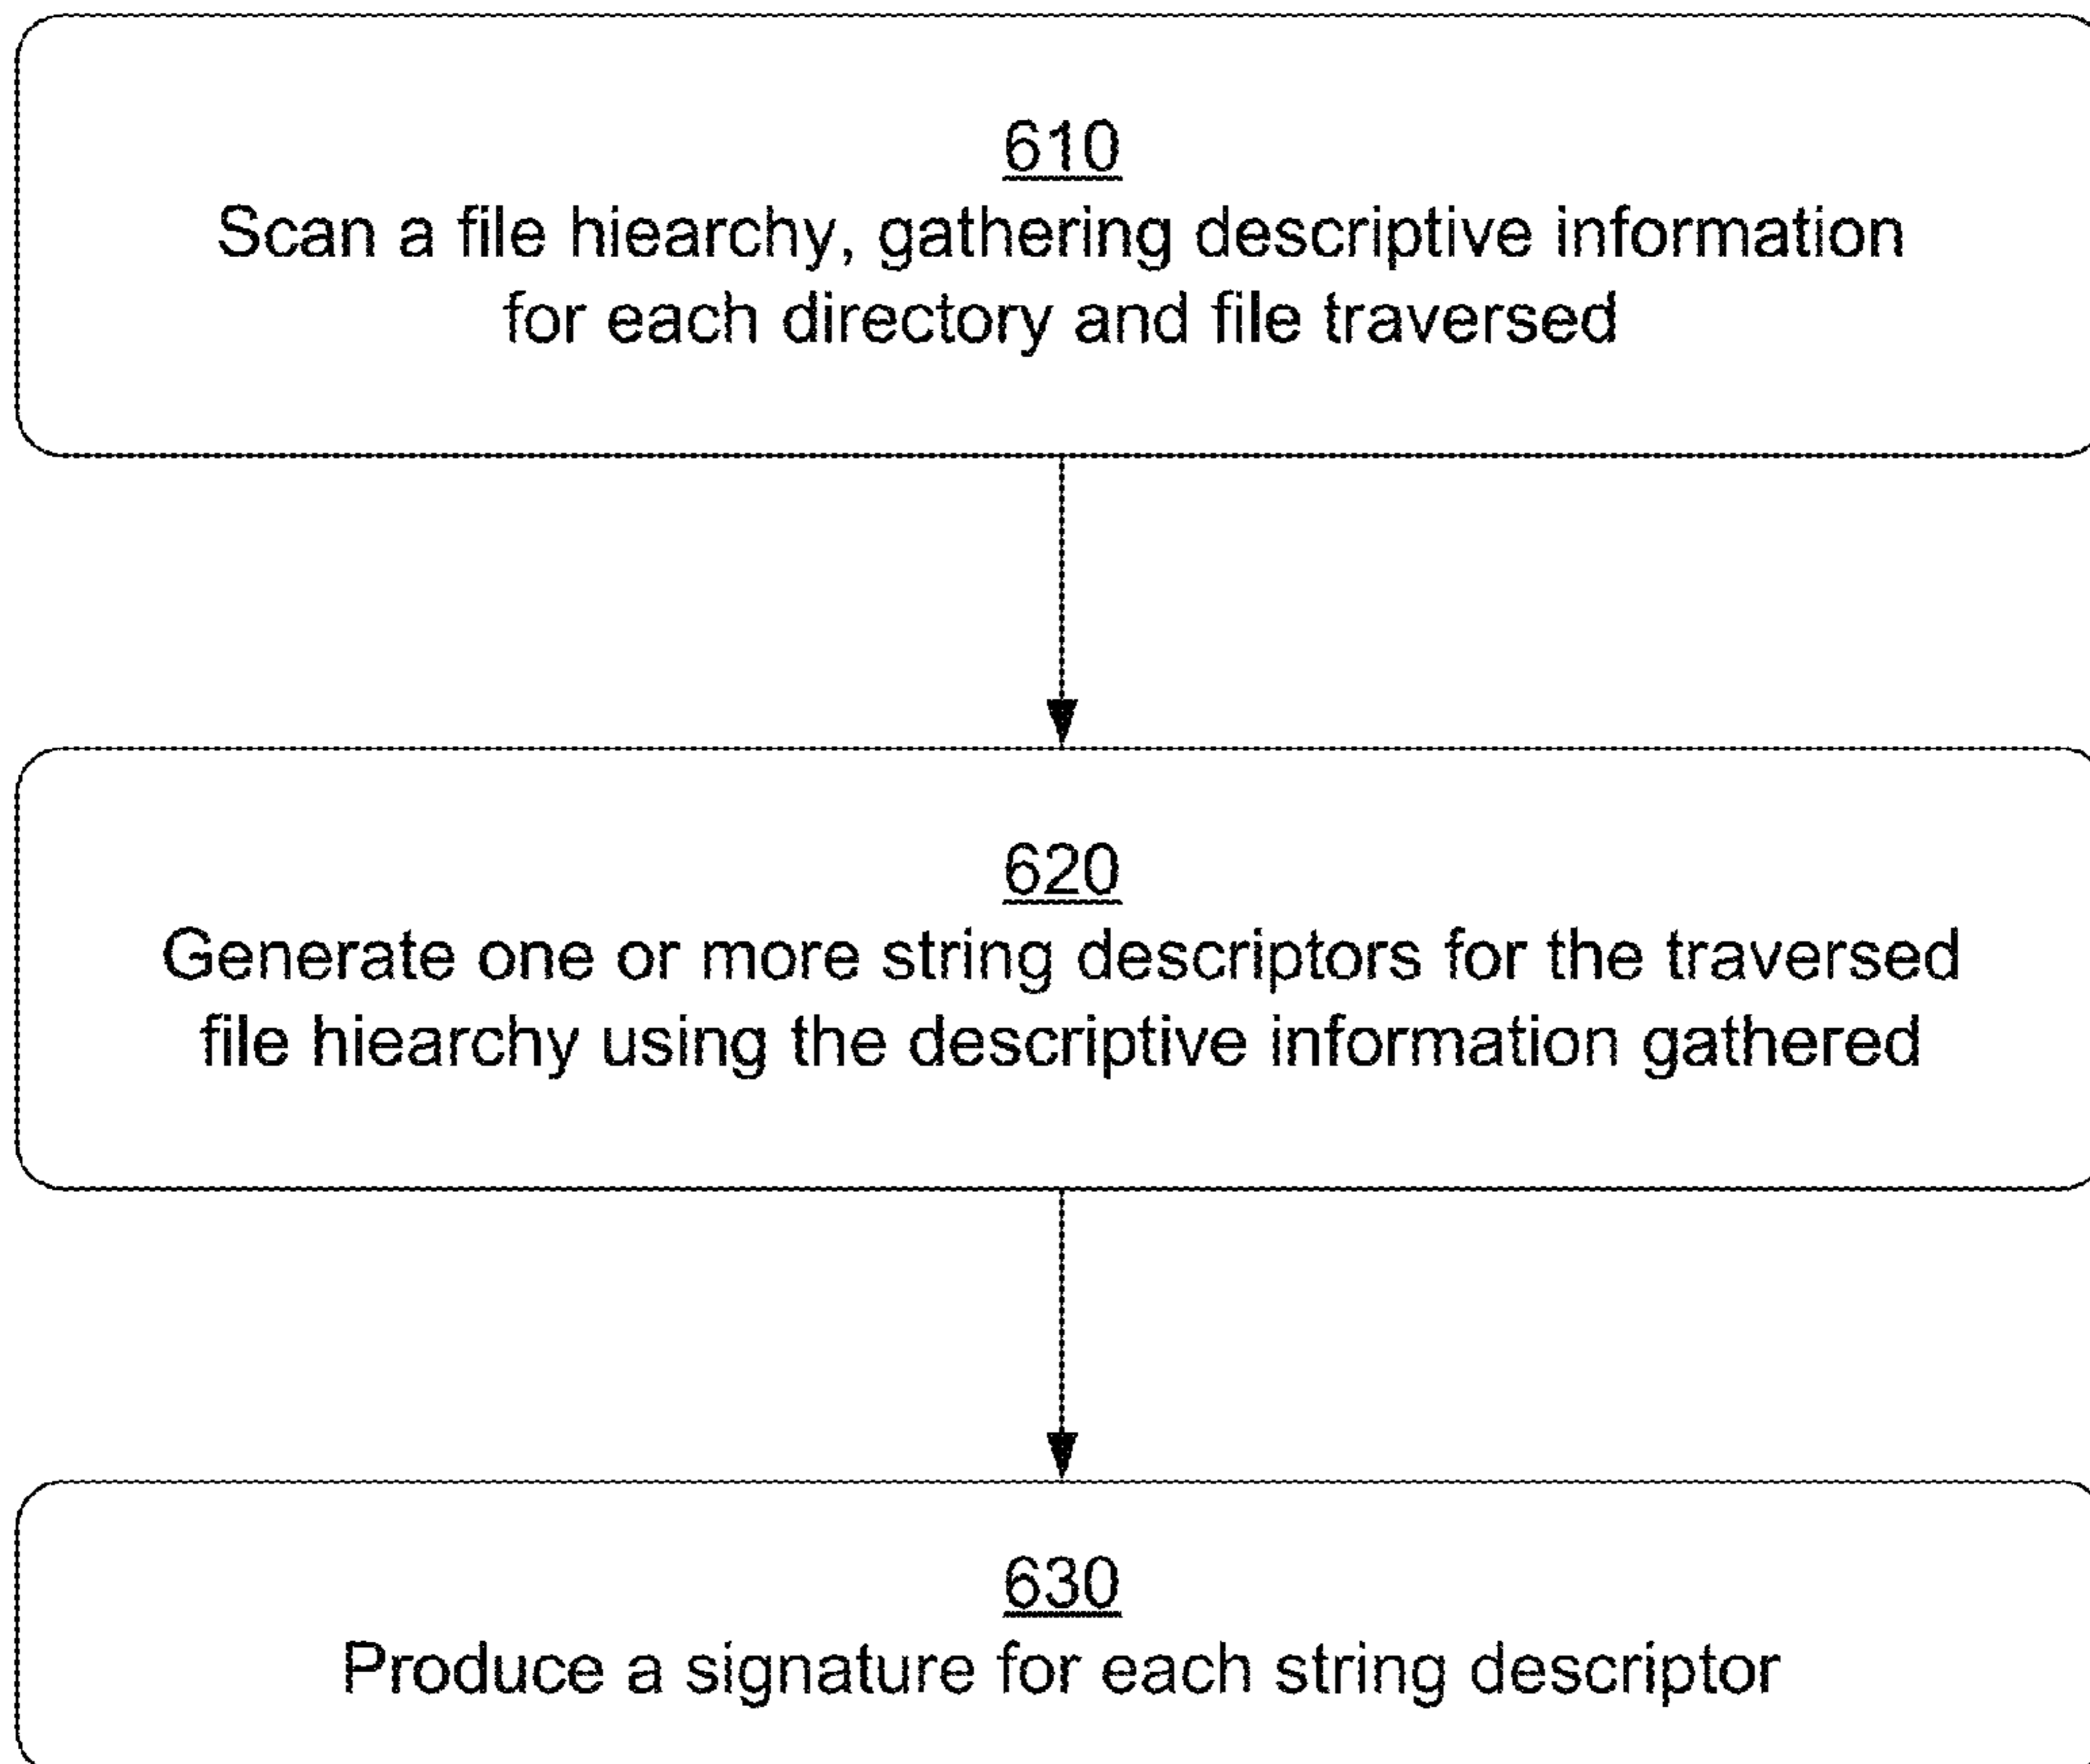 610
Scan a file hiearchy, gathering descriptive information
for each directory and file traversed
620
Generate one or more string descriptors for the traversed
file hiearchy using the descriptive information gathered
630
Produce a signature for each string descriptor